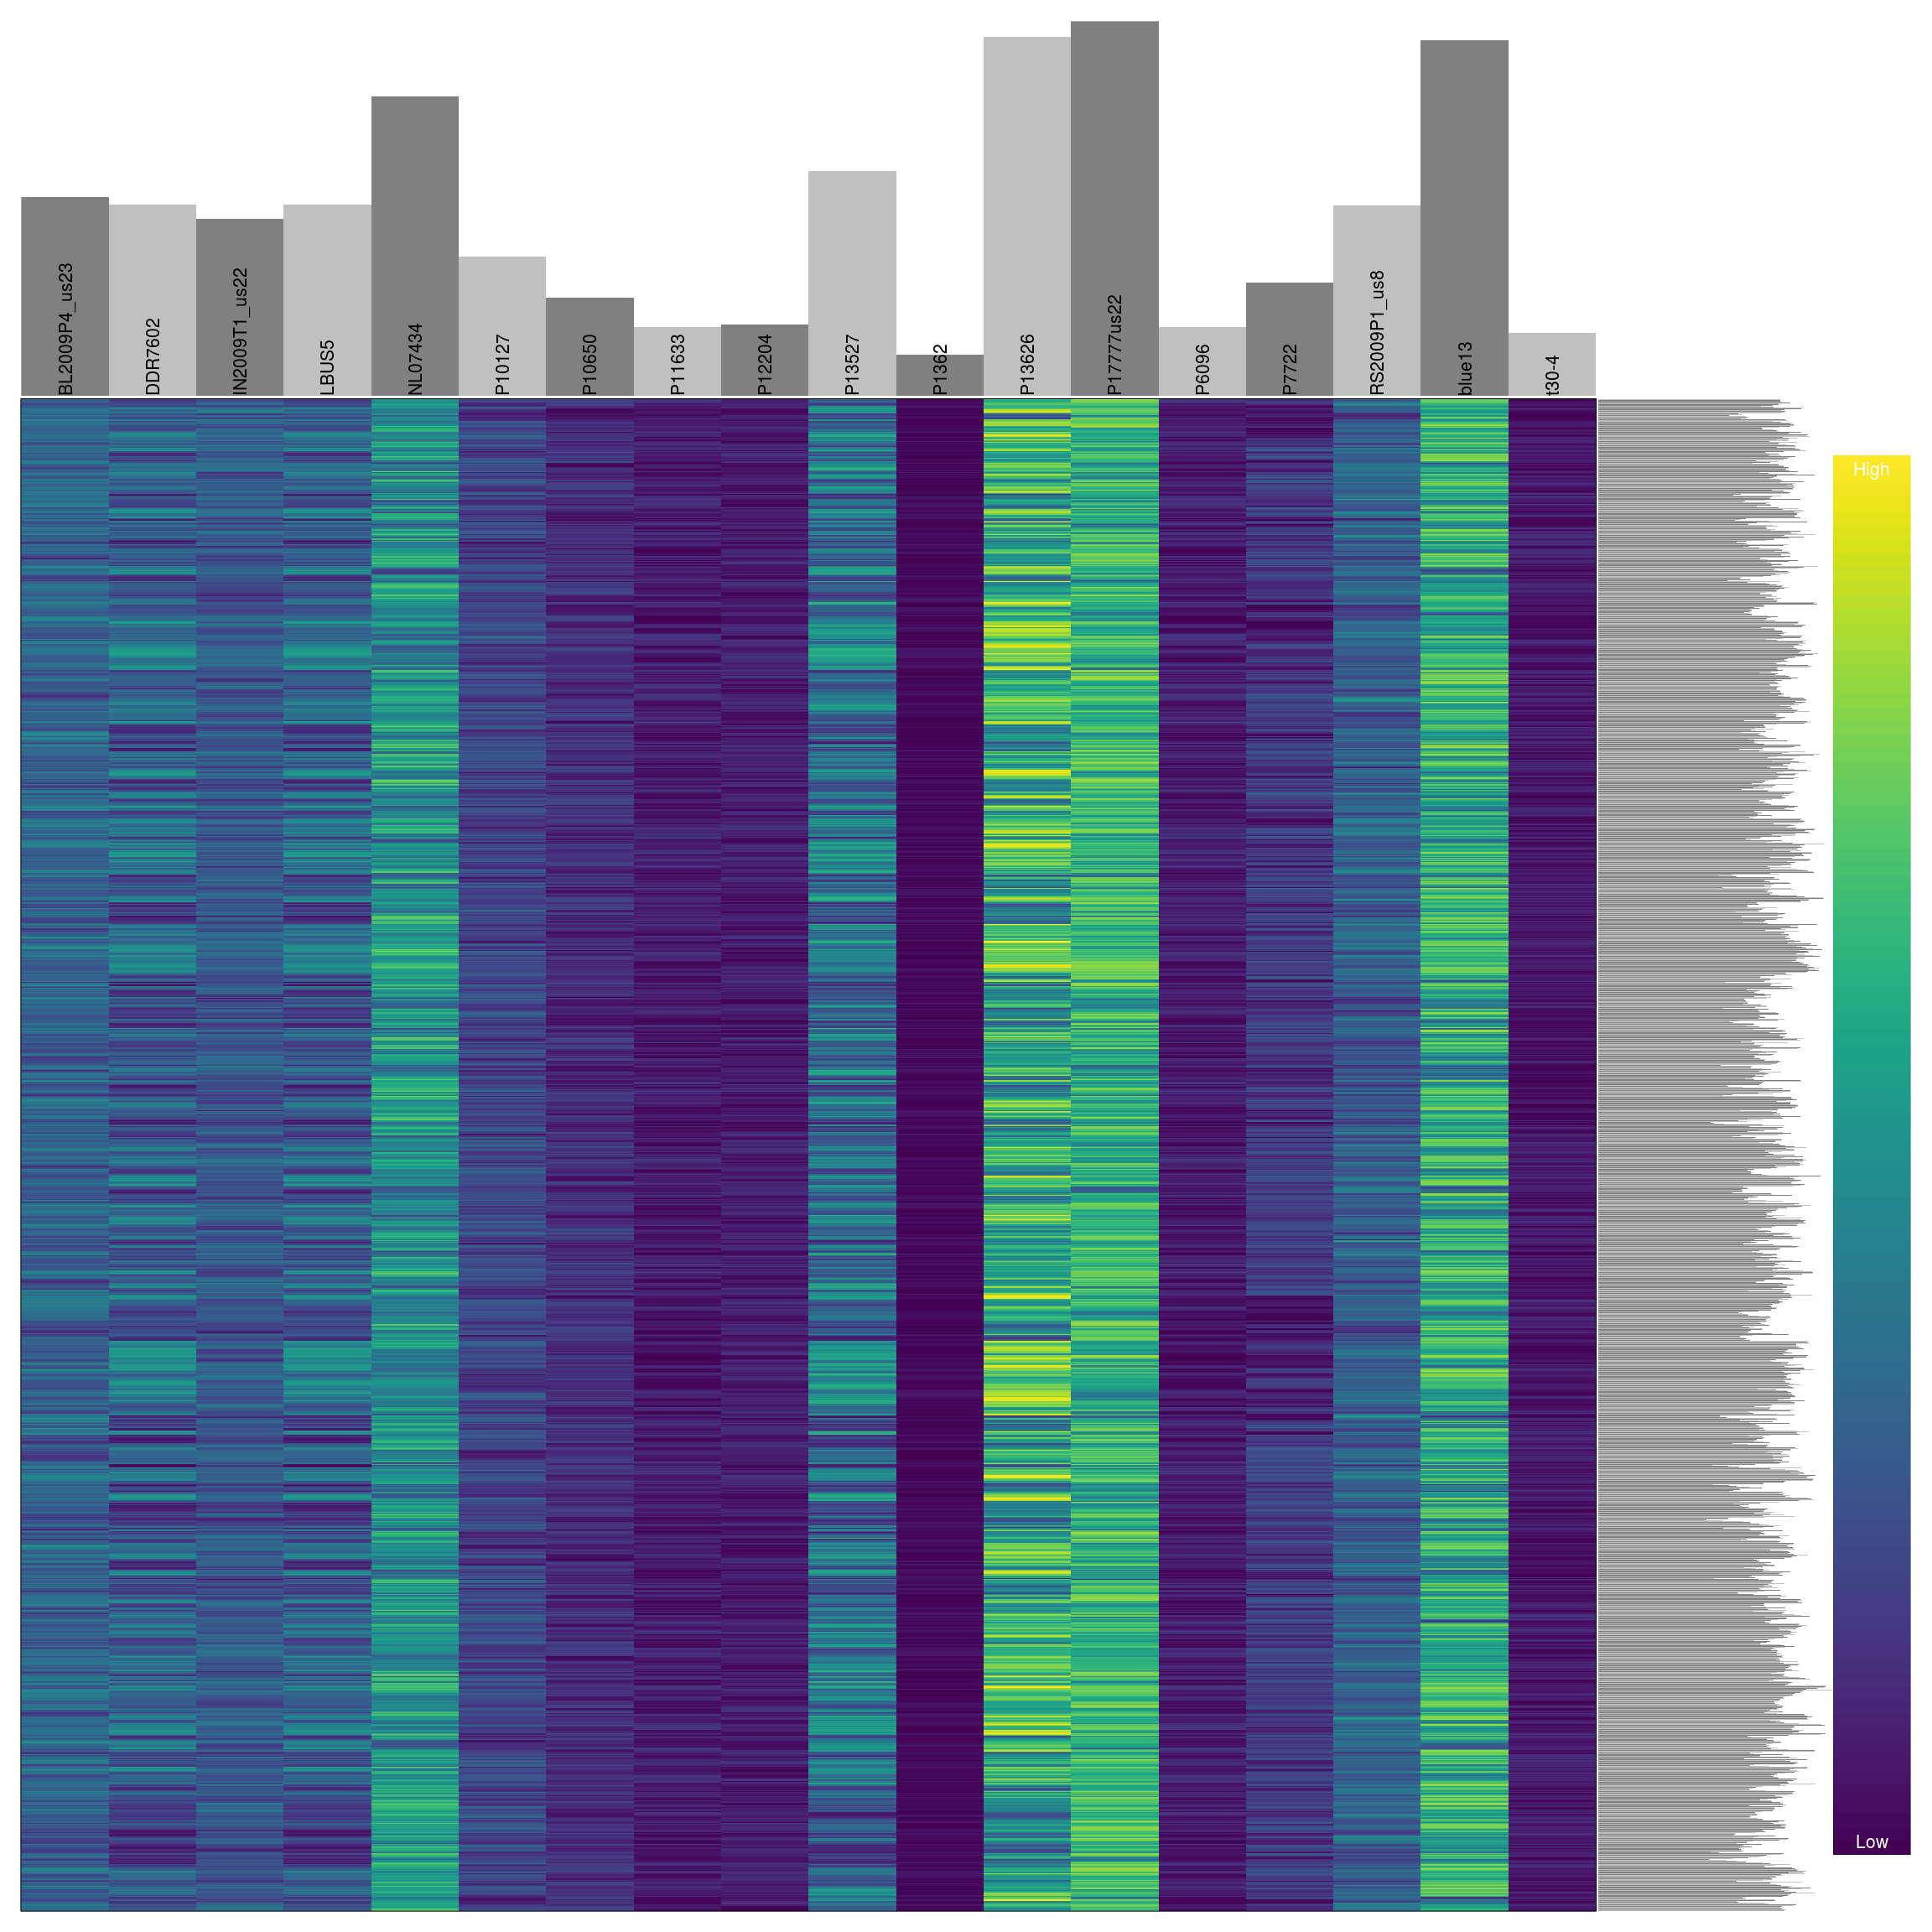 BL2009P4_us23
DDR7602
IN2009T1_us22
LBUS5
NL07434
P10127
P10650
P11633
P12204
P13527
P1362
P13626
P17777us22
P6096
P7722
RS2009P1_us8
blue13
t30-4
High
Low